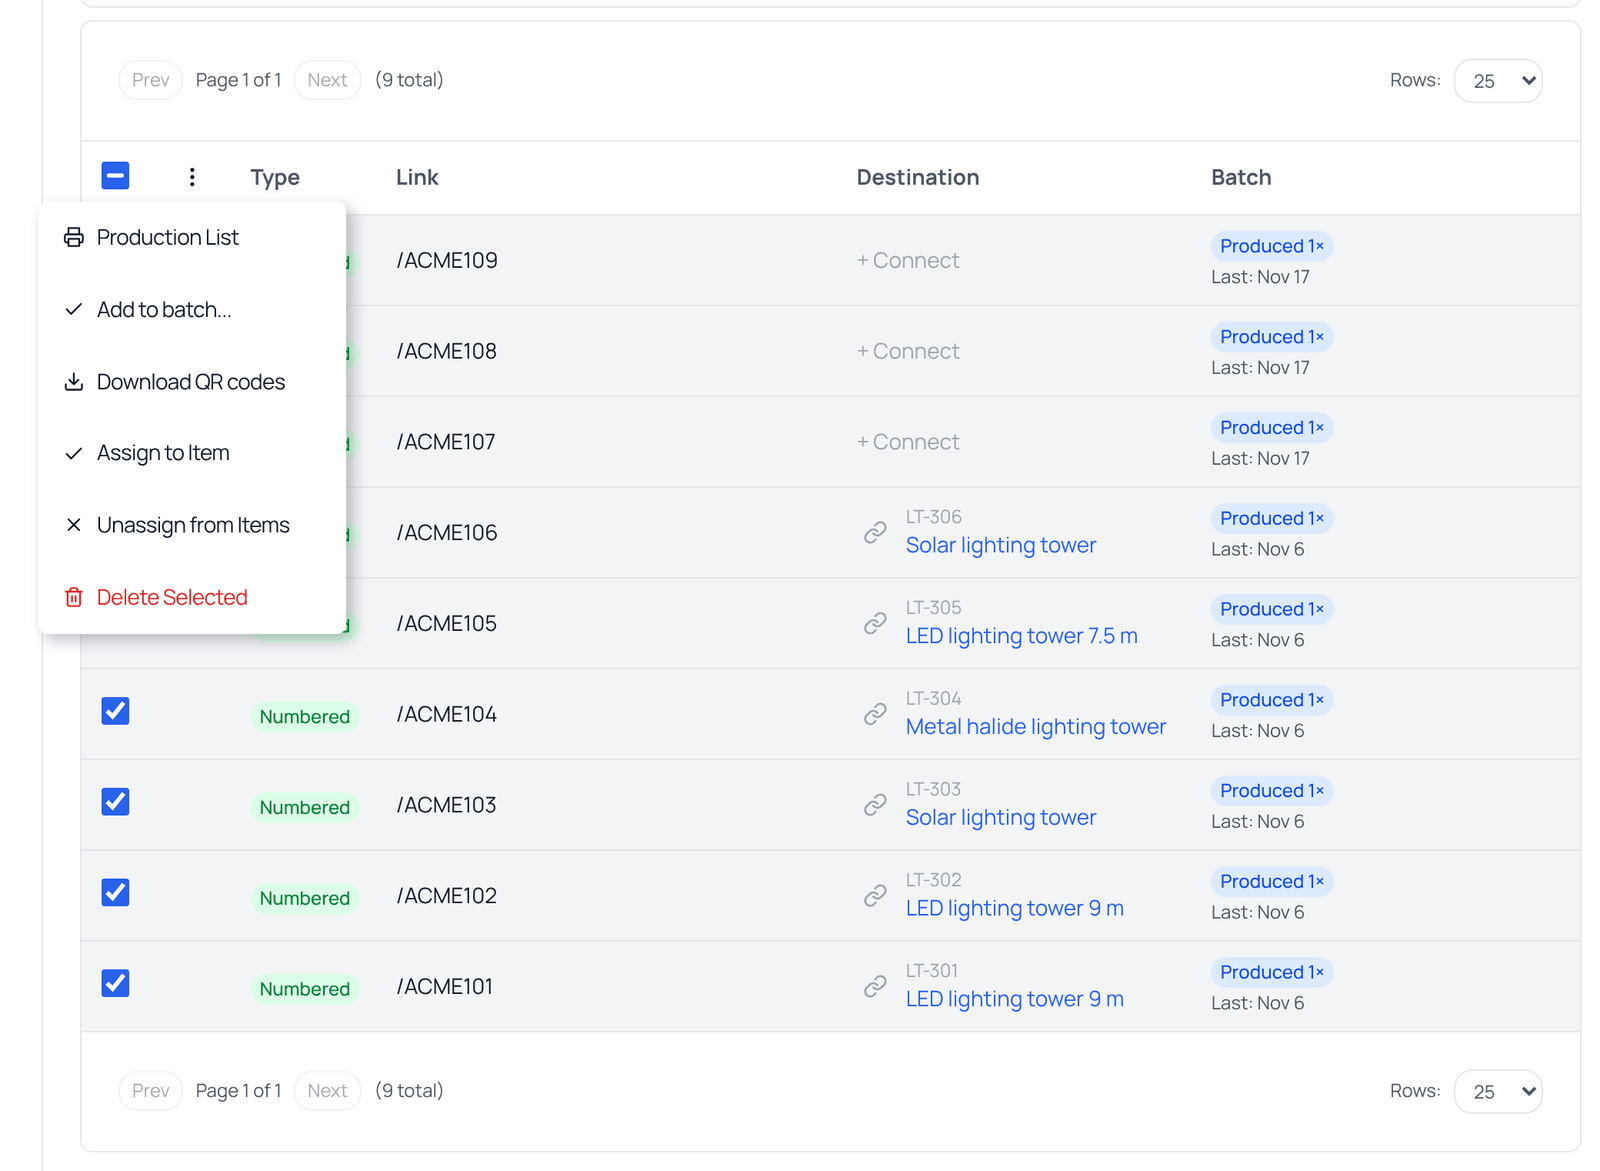 Prev Page 1 of 1 Next (9 total) Rows: 25
Type Link Destination Batch
Production List
Add to batch...
Download QR codes
Assign to Item
Unassign from Items
Delete Selected
/ACME109 + Connect Produced 1×
Last: Nov 17
/ACME108 + Connect Produced 1×
Last: Nov 17
/ACME107 + Connect Produced 1×
Last: Nov 17
/ACME106 LT-306 Produced 1×
Solar lighting tower Last: Nov 6
/ACME105 LT-305 Produced 1×
LED lighting tower 7.5 m Last: Nov 6
Numbered /ACME104 LT-304 Produced 1×
Metal halide lighting tower Last: Nov 6
Numbered /ACME103 LT-303 Produced 1×
Solar lighting tower Last: Nov 6
Numbered /ACME102 LT-302 Produced 1×
LED lighting tower 9 m Last: Nov 6
Numbered /ACME101 LT-301 Produced 1×
LED lighting tower 9 m Last: Nov 6
Prev Page 1 of 1 Next (9 total) Rows: 25